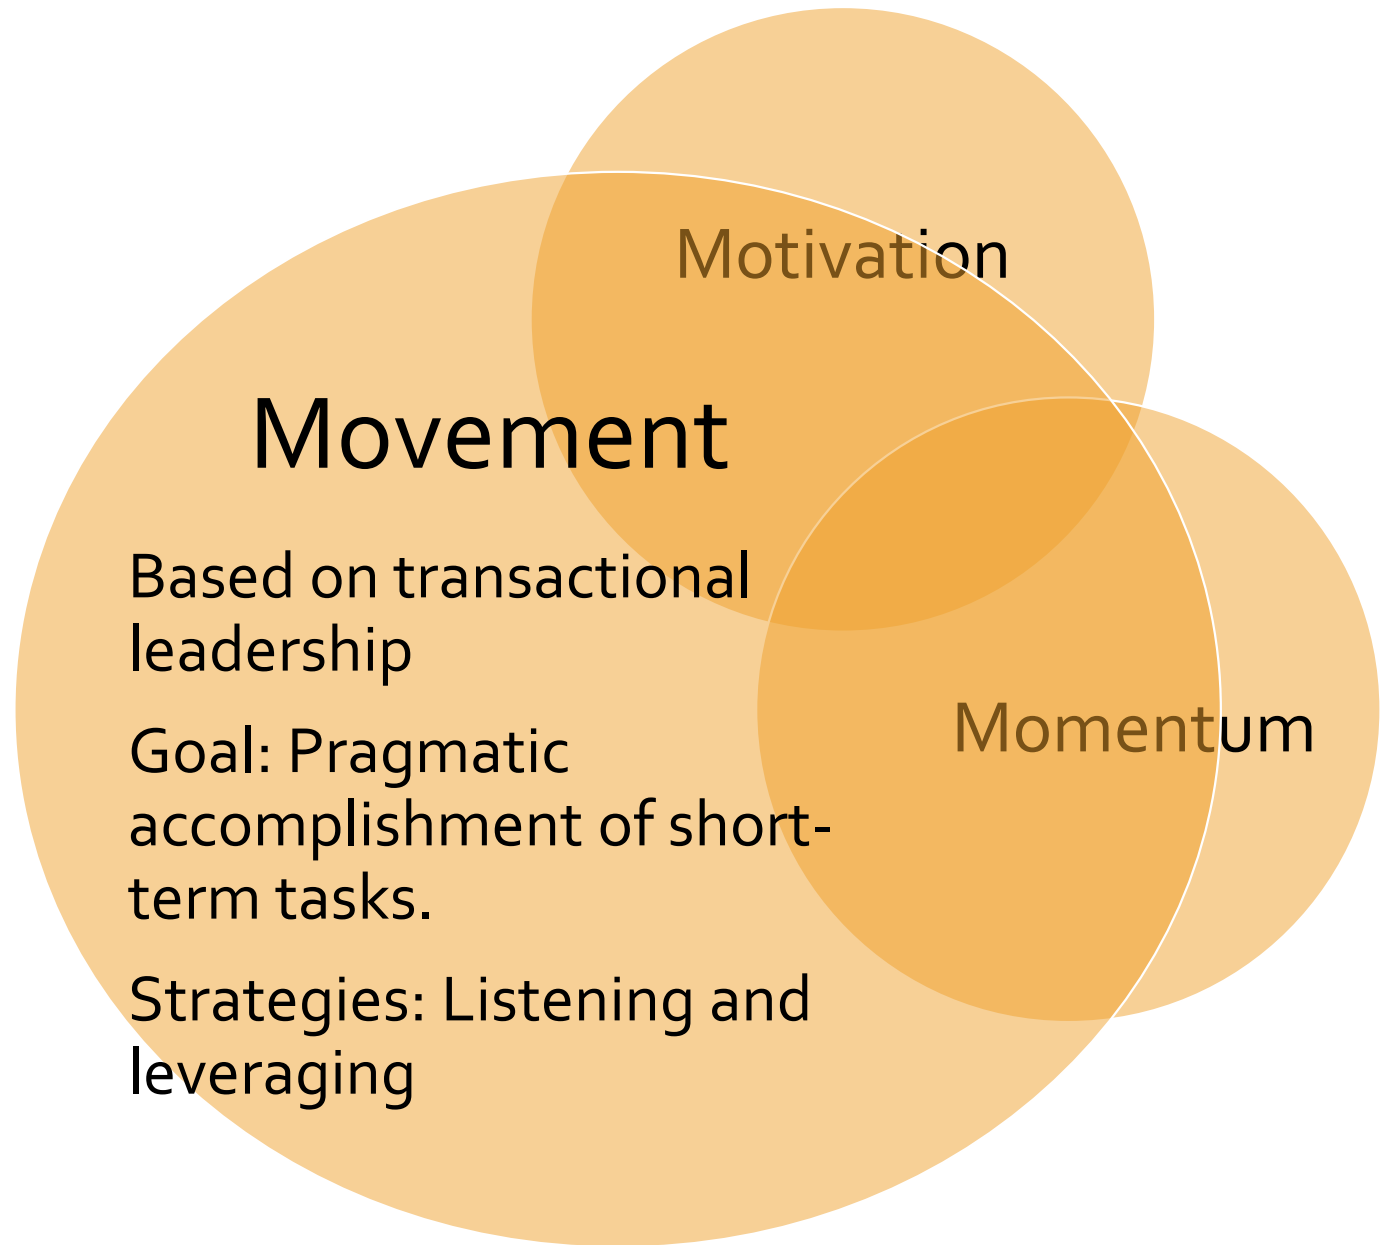 Motivation
Movement
Based on transactional
leadership
Goal: Pragmatic
accomplishment of short-
term tasks.
Strategies: Listening and
leveraging
Momentum